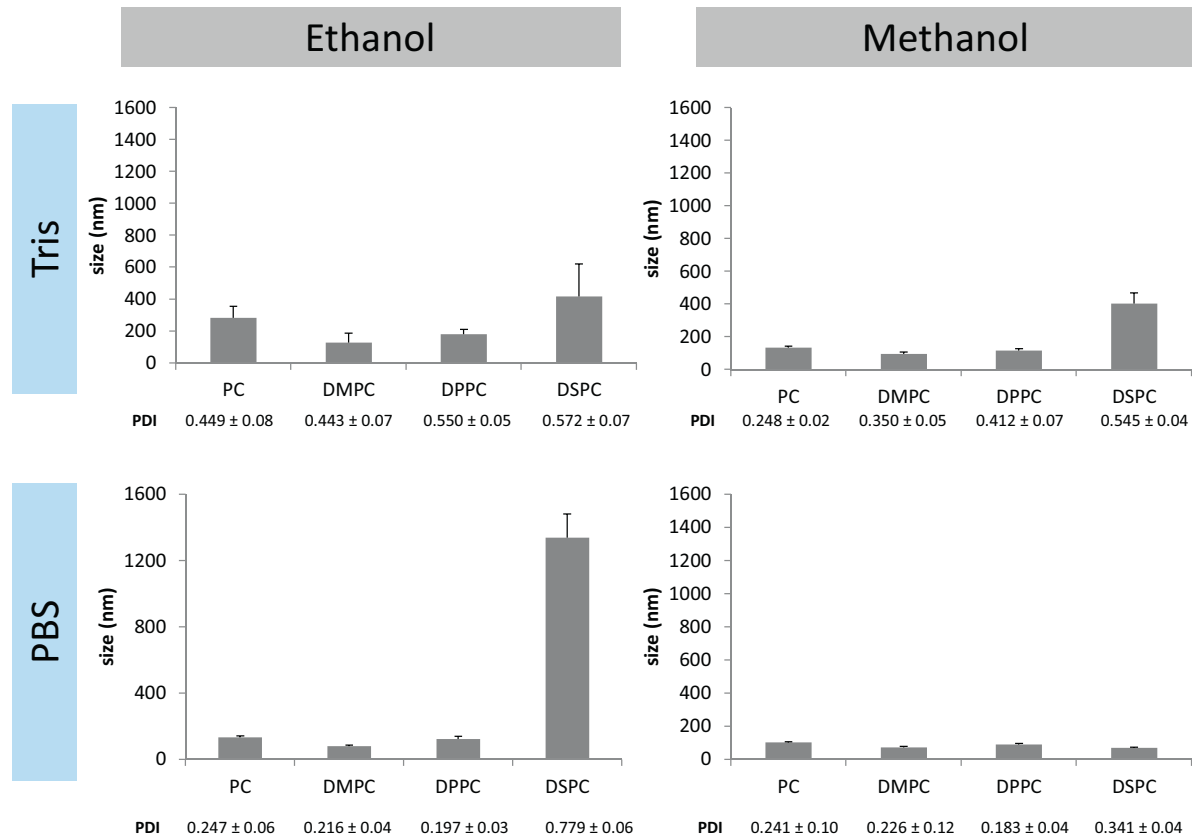 Ethanol
Methanol
Tris
size (nm)
1600
1400
1200
1000
800
600
400
200
0
PC DMPC DPPC DSPC
PDI 0.449 ± 0.08 0.443 ± 0.07 0.550 ± 0.05 0.572 ± 0.07
size (nm)
1600
1400
1200
1000
800
600
400
200
0
PC DMPC DPPC DSPC
PDI 0.248 ± 0.02 0.350 ± 0.05 0.412 ± 0.07 0.545 ± 0.04
PBS
size (nm)
1600
1200
800
400
0
PC DMPC DPPC DSPC
PDI 0.247 ± 0.06 0.216 ± 0.04 0.197 ± 0.03 0.779 ± 0.06
size (nm)
1600
1400
1200
1000
800
600
400
200
0
PC DMPC DPPC DSPC
PDI 0.241 ± 0.10 0.226 ± 0.12 0.183 ± 0.04 0.341 ± 0.04